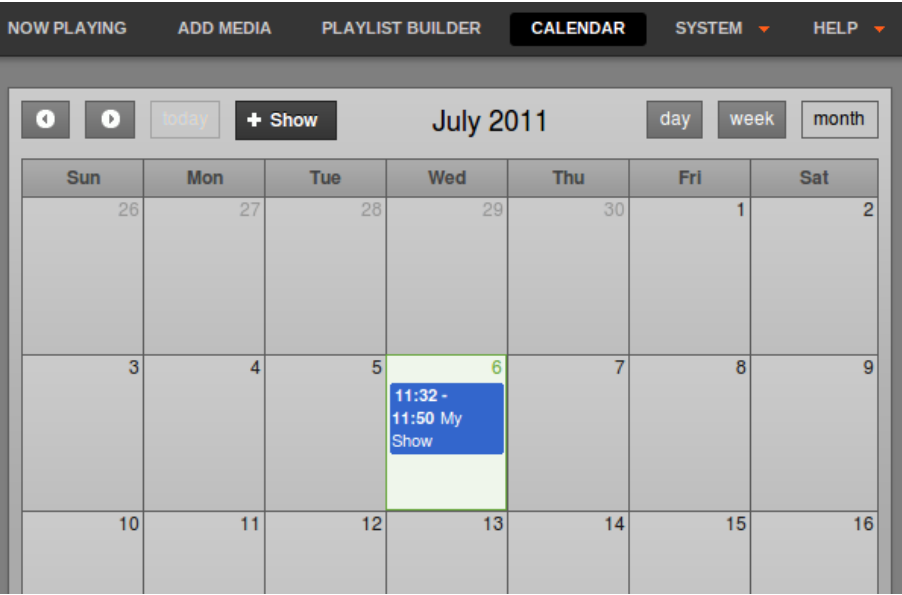 NOW PLAYING ADD MEDIA PLAYLIST BUILDER CALENDAR SYSTEM HELP
today + Show July 2011 day week month
Sun Mon Tue Wed Thu Fri Sat
26 27 28 29 30 1 2
3 4 5 6 7 8 9
11:32 -
11:50 My
Show
10 11 12 13 14 15 16